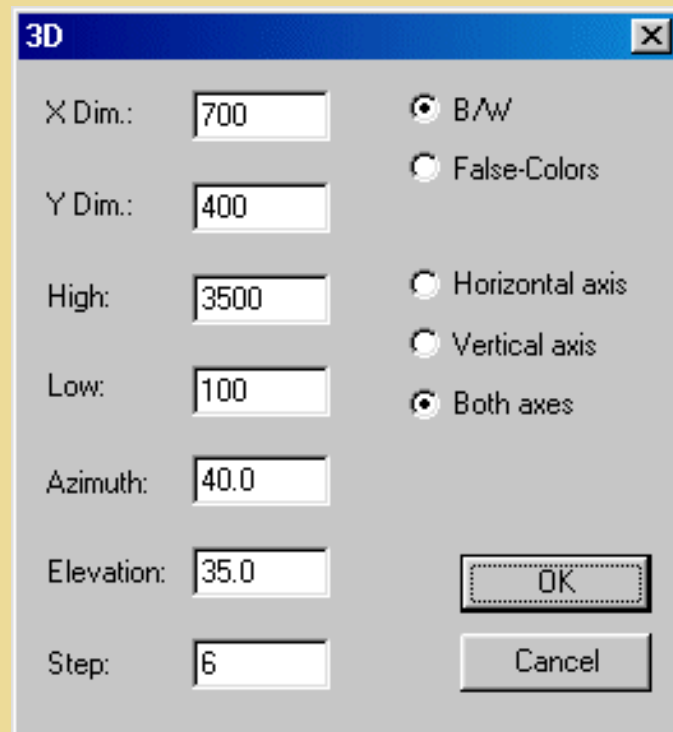 3D
X Dim.: 700
Y Dim.: 400
High: 3500
Low: 100
Azimuth: 40.0
Elevation: 35.0
Step: 6
B/W
False-Colors
Horizontal axis
Vertical axis
Both axes
OK
Cancel